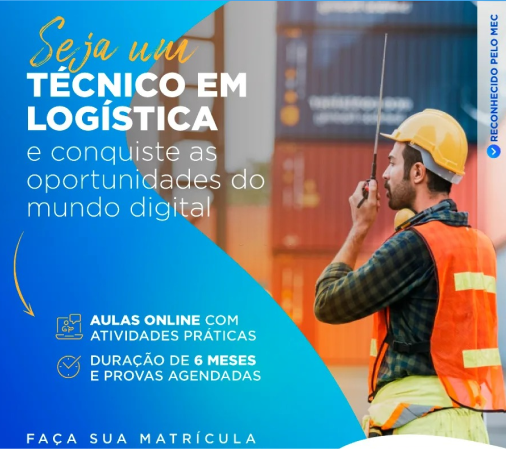 Seja um
TÉCNICO EM
LOGÍSTICA
e conquiste as
oportunidades do
mundo digital
AULAS ONLINE COM
ATIVIDADES PRÁTICAS
DURAÇÃO DE 6 MESES
E PROVAS AGENDADAS
FAÇA SUA MATRÍCULA
RECONHECIDO PELO MEC